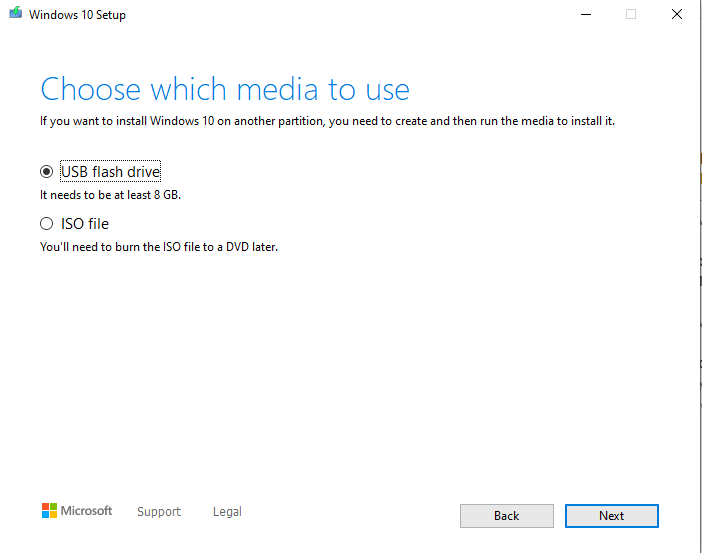 Windows 10 Setup
Choose which media to use
If you want to install Windows 10 on another partition, you need to create and then run the media to install it.
USB flash drive
It needs to be at least 8 GB.
ISO file
You'll need to burn the ISO file to a DVD later.
Microsoft Support Legal Back Next